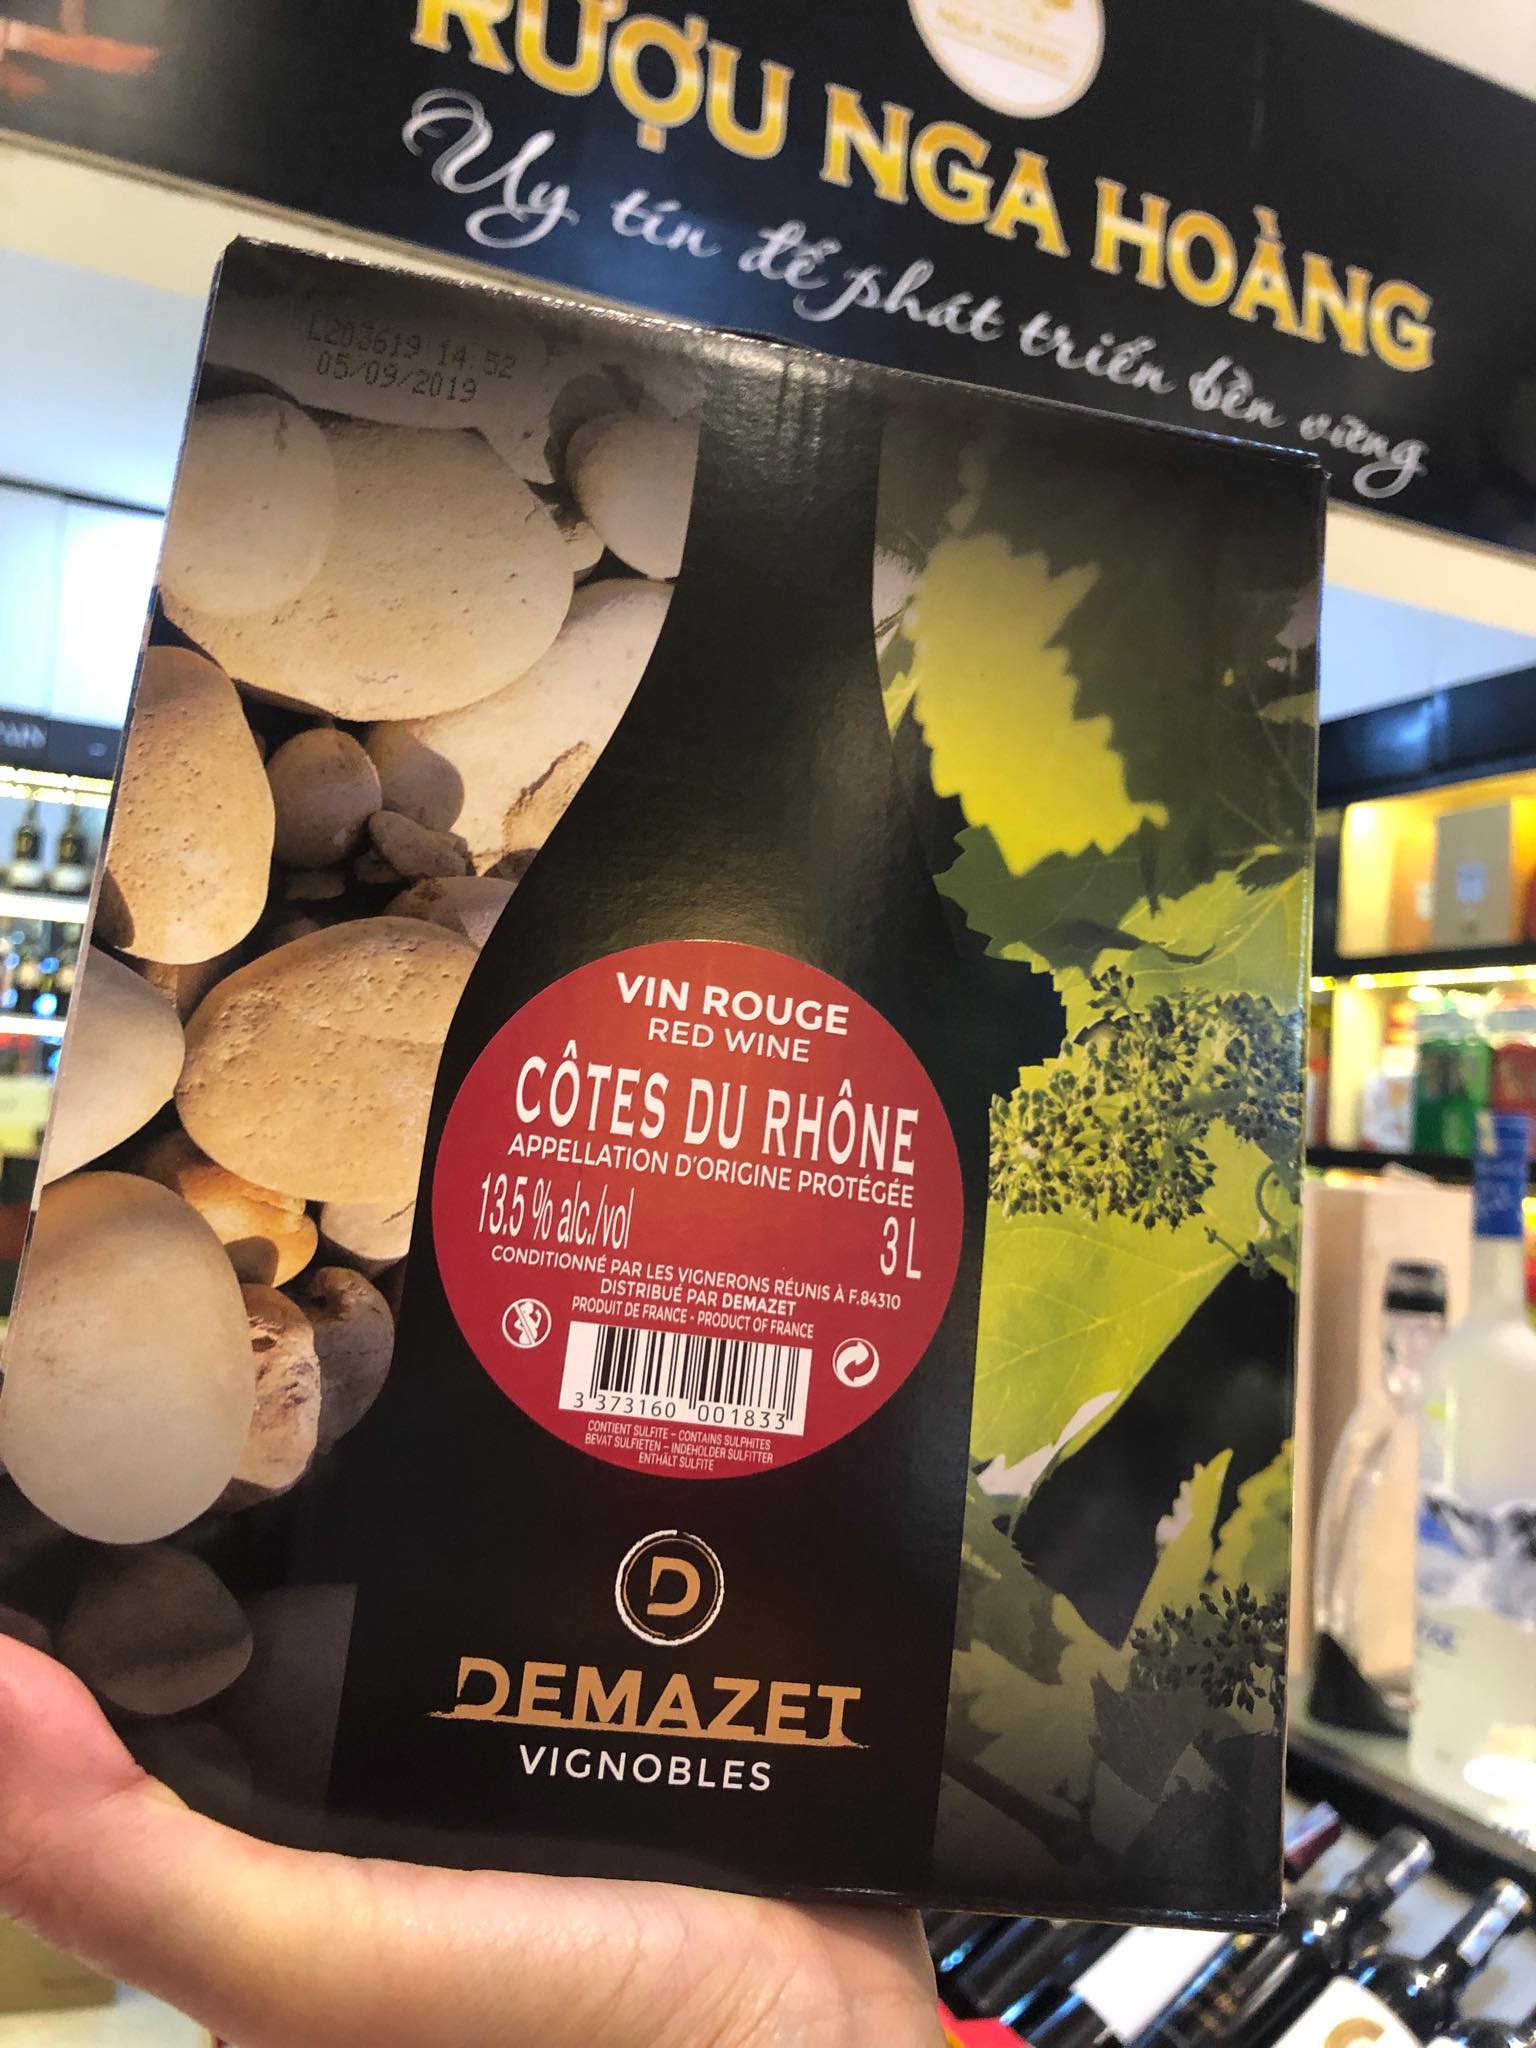 NGA HOANG
RƯỢU NGA HOÀNG
Uy tín để phát triển bền vững
L203619 14:52
05/09/2019
VIN ROUGE
RED WINE
CÔTES DU RHÔNE
APPELLATION D'ORIGINE PROTÉGÉE
13.5 % alc./vol
3 L
CONDITIONNÉ PAR LES VIGNERONS RÉUNIS À F.84310
DISTRIBUÉ PAR DEMAZET
PRODUIT DE FRANCE - PRODUCT OF FRANCE
3 373160 001833
CONTIENT SULFITE – CONTAINS SULPHITES
BEVAT SULFIETEN – INDEHOLDER SULFITTER
ENTHÄLT SULFITE
D
DEMAZET
VIGNOBLES